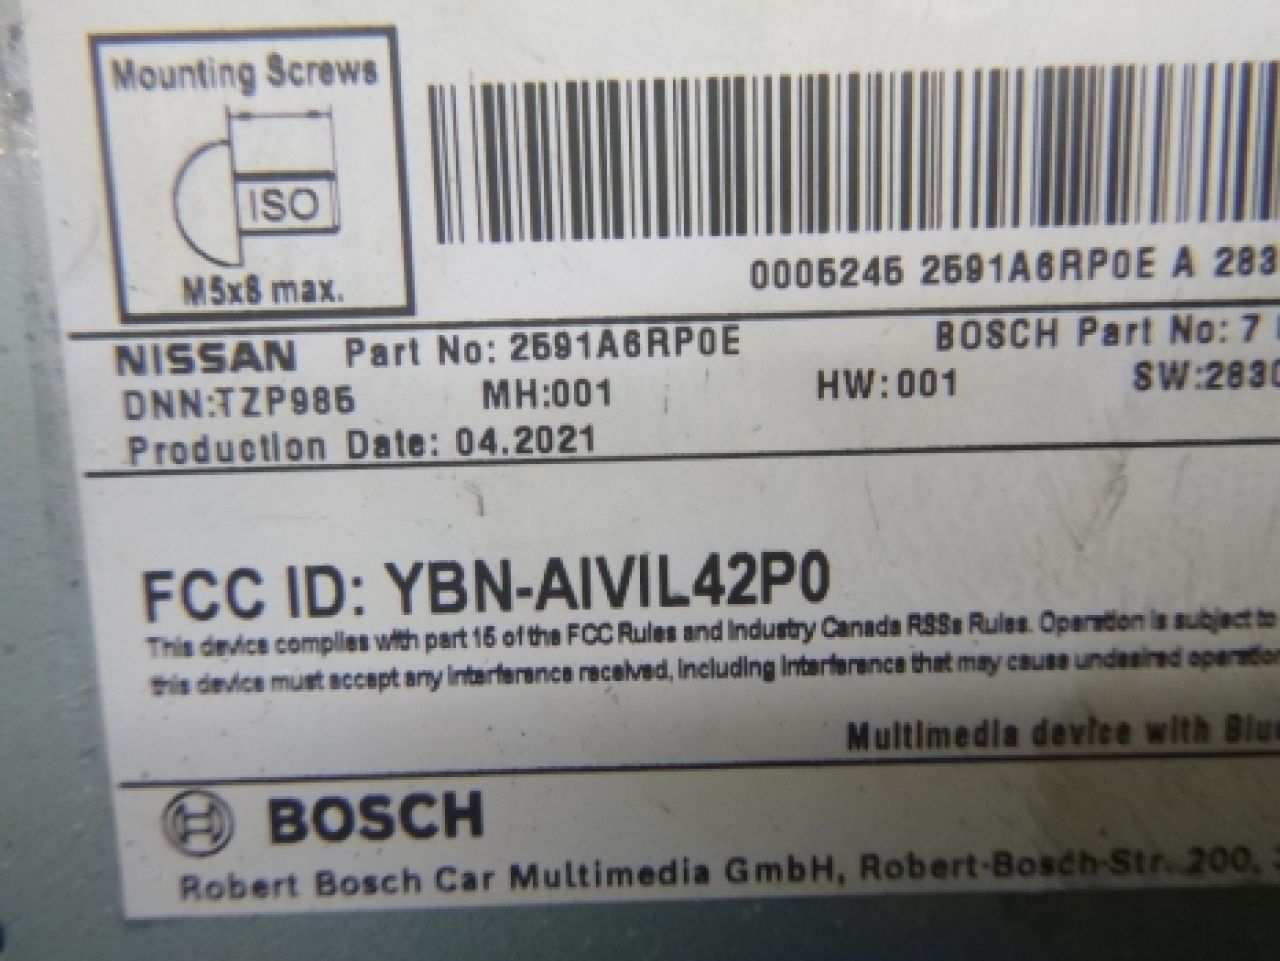 Mounting Screws
ISO
M5x8 max.
0005245 2591A6RP0E A 283
NISSAN Part No: 2591A6RP0E BOSCH Part No: 7
DNN:TZP985 MH:001 HW:001 SW:2830
Production Date: 04.2021
FCC ID: YBN-AIVIL42P0
This device complies with part 15 of the FCC Rules and Industry Canada RSSs Rules. Operation is subject to
this device must accept any interference received, including interference that may cause undesired operation
Multimedia device with Blue
BOSCH
Robert Bosch Car Multimedia GmbH, Robert-Bosch-Str. 200,